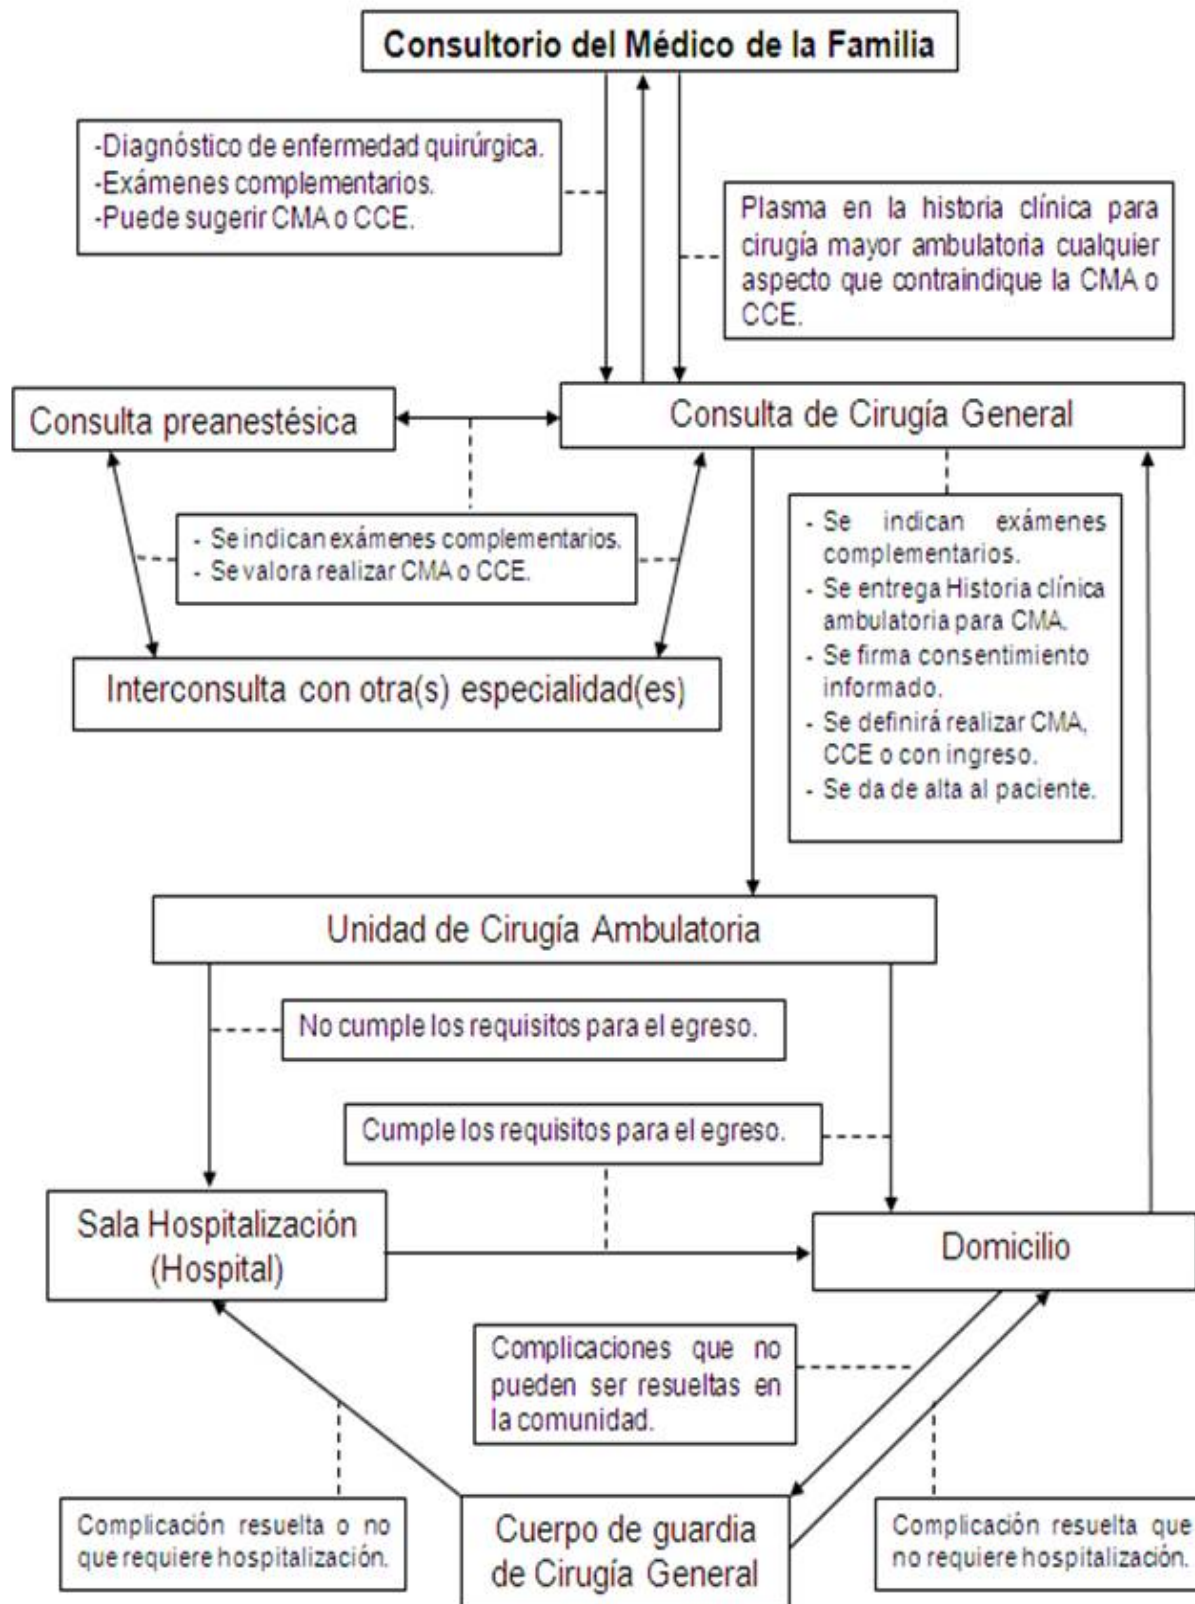 Consultorio del Médico de la Familia
-Diagnóstico de enfermedad quirúrgica.
-Exámenes complementarios.
-Puede sugerir CMA o CCE.
Plasma en la historia clínica para
cirugía mayor ambulatoria cualquier
aspecto que contraindique la CMA o
CCE.
Consulta preanestésica
Consulta de Cirugía General
- Se indican exámenes complementarios.
- Se valora realizar CMA o CCE.
- Se indican exámenes
complementarios.
- Se entrega Historia clínica
ambulatoria para CMA.
- Se firma consentimiento
informado.
- Se definirá realizar CMA,
CCE o con ingreso.
- Se da de alta al paciente.
Interconsulta con otra(s) especialidad(es)
Unidad de Cirugía Ambulatoria
No cumple los requisitos para el egreso.
Cumple los requisitos para el egreso.
Sala Hospitalización
(Hospital)
Domicilio
Complicaciones que no
pueden ser resueltas en
la comunidad.
Complicación resuelta o no
que requiere hospitalización.
Cuerpo de guardia
de Cirugía General
Complicación resuelta que
no requiere hospitalización.